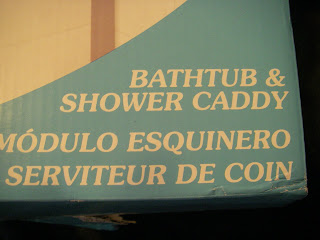 BATHTUB &
SHOWER CADDY
MÓDULO ESQUINERO
SERVITEUR DE COIN